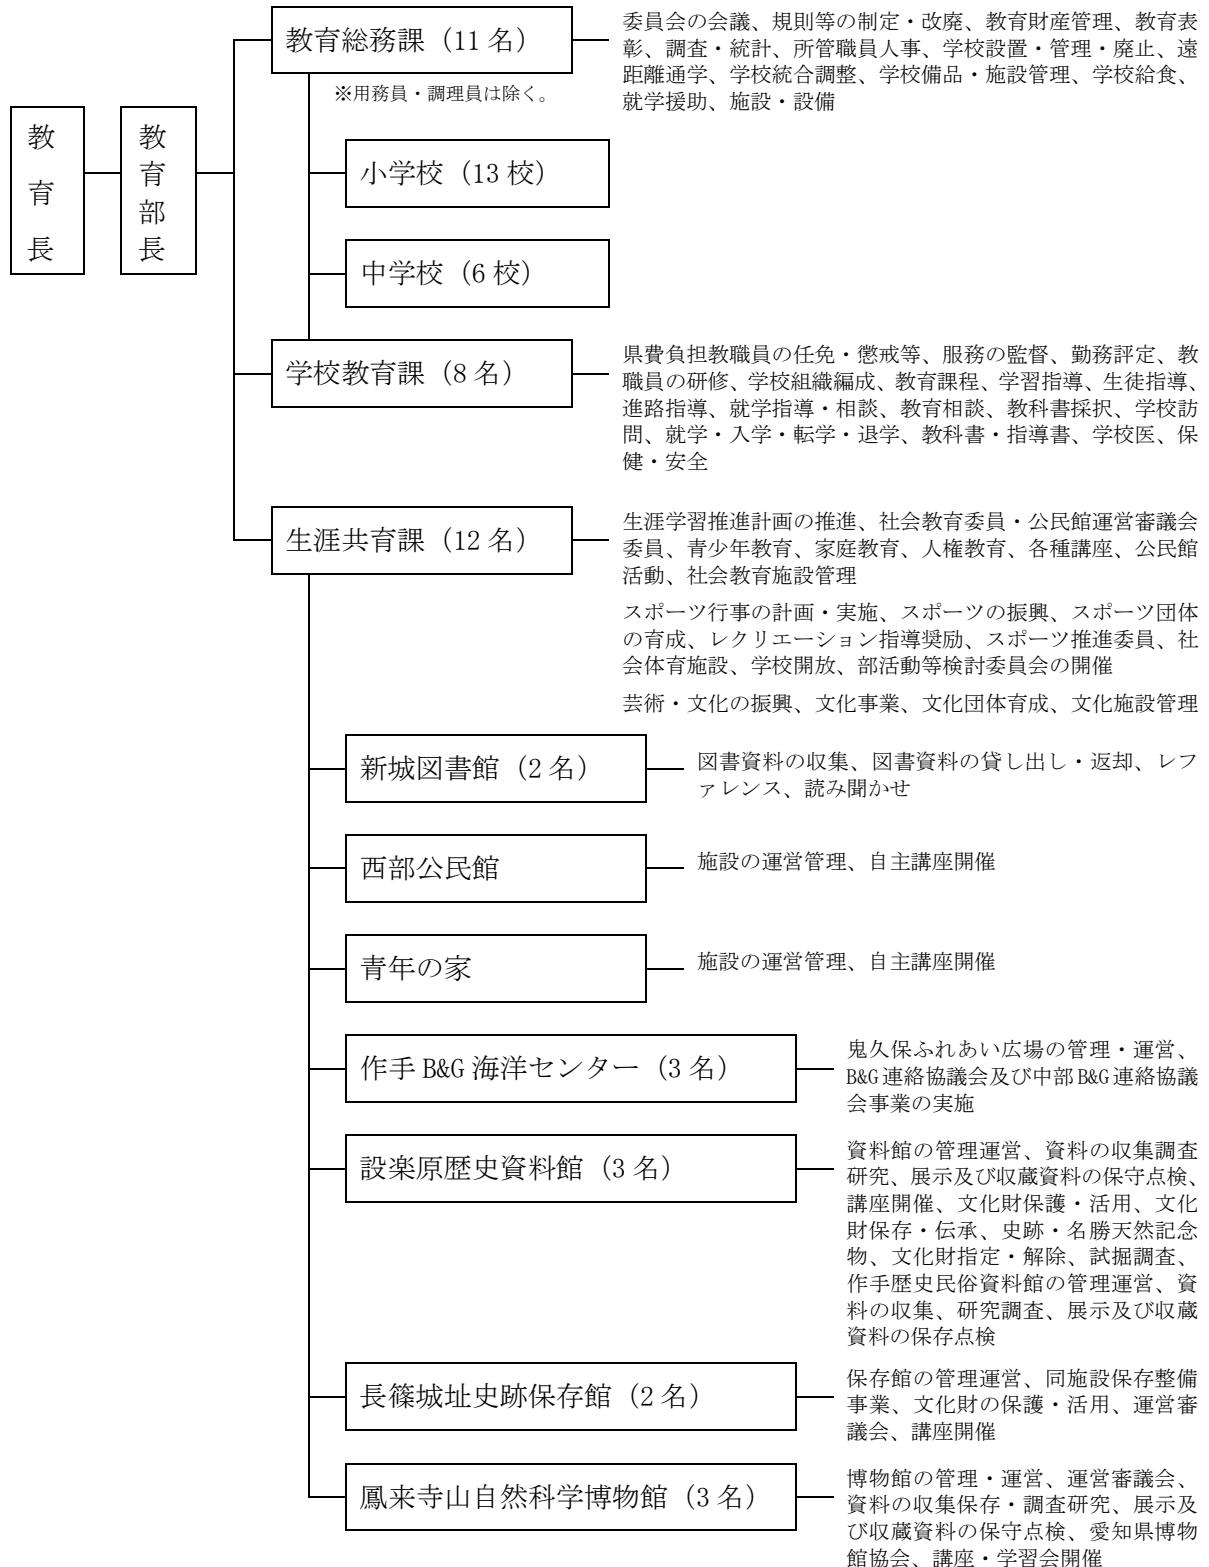 教育総務課（11 名）
委員会の会議、規則等の制定・改廃、教育財産管理、教育表
彰、調査・統計、所管職員人事、学校設置・管理・廃止、遠
距離通学、学校統合調整、学校備品・施設管理、学校給食、
就学援助、施設・設備
※用務員・調理員は除く。
教育長
教育部長
小学校（13 校）
中学校（6 校）
学校教育課（8 名）
県費負担教職員の任免・懲戒等、服務の監督、勤務評定、教
職員の研修、学校組織編成、教育課程、学習指導、生徒指導、
進路指導、就学指導・相談、教育相談、教科書採択、学校訪
問、就学・入学・転学・退学、教科書・指導書、学校医、保
健・安全
生涯共育課（12 名）
生涯学習推進計画の推進、社会教育委員・公民館運営審議会
委員、青少年教育、家庭教育、人権教育、各種講座、公民館
活動、社会教育施設管理
スポーツ行事の計画・実施、スポーツの振興、スポーツ団体
の育成、レクリエーション指導奨励、スポーツ推進委員、社
会体育施設、学校開放、部活動等検討委員会の開催
芸術・文化の振興、文化事業、文化団体育成、文化施設管理
新城図書館（2 名）
図書資料の収集、図書資料の貸し出し・返却、レフ
ァレンス、読み聞かせ
西部公民館
施設の運営管理、自主講座開催
青年の家
施設の運営管理、自主講座開催
作手 B&G 海洋センター（3 名）
鬼久保ふれあい広場の管理・運営、
B&G 連絡協議会及び中部 B&G 連絡協議
会事業の実施
設楽原歴史資料館（3 名）
資料館の管理運営、資料の収集調査
研究、展示及び収蔵資料の保守点検、
講座開催、文化財保護・活用、文化
財保存・伝承、史跡・名勝天然記念
物、文化財指定・解除、試掘調査、
作手歴史民俗資料館の管理運営、資
料の収集、研究調査、展示及び収蔵
資料の保存点検
長篠城址史跡保存館（2 名）
保存館の管理運営、同施設保存整備
事業、文化財の保護・活用、運営審
議会、講座開催
鳳来寺山自然科学博物館（3 名）
博物館の管理・運営、運営審議会、
資料の収集保存・調査研究、展示及
び収蔵資料の保守点検、愛知県博物
館協会、講座・学習会開催